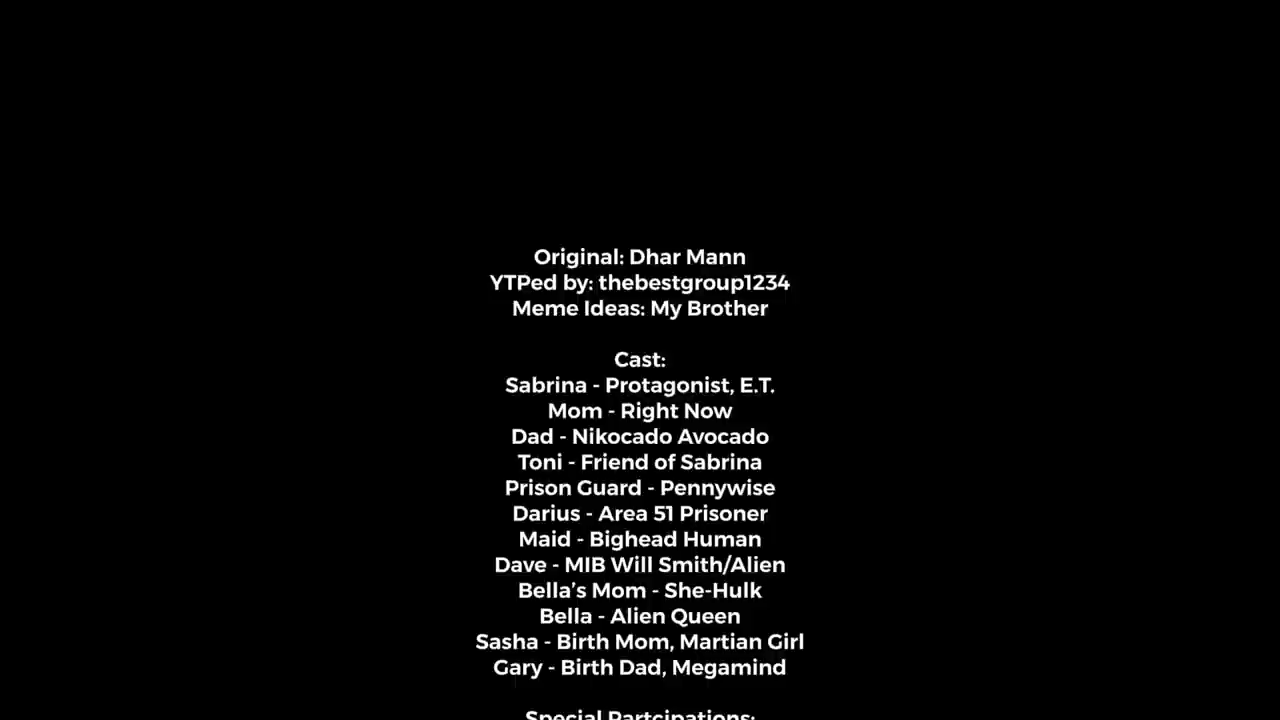 Original: Dhar Mann
YTPed by: thebestgroup1234
Meme Ideas: My Brother
Cast:
Sabrina - Protagonist, E.T.
Mom - Right Now
Dad - Nikocado Avocado
Toni - Friend of Sabrina
Prison Guard - Pennywise
Darius - Area 51 Prisoner
Maid - Bighead Human
Dave - MIB Will Smith/Alien
Bella’s Mom - She-Hulk
Bella - Alien Queen
Sasha - Birth Mom, Martian Girl
Gary - Birth Dad, Megamind
Special Partcipations: